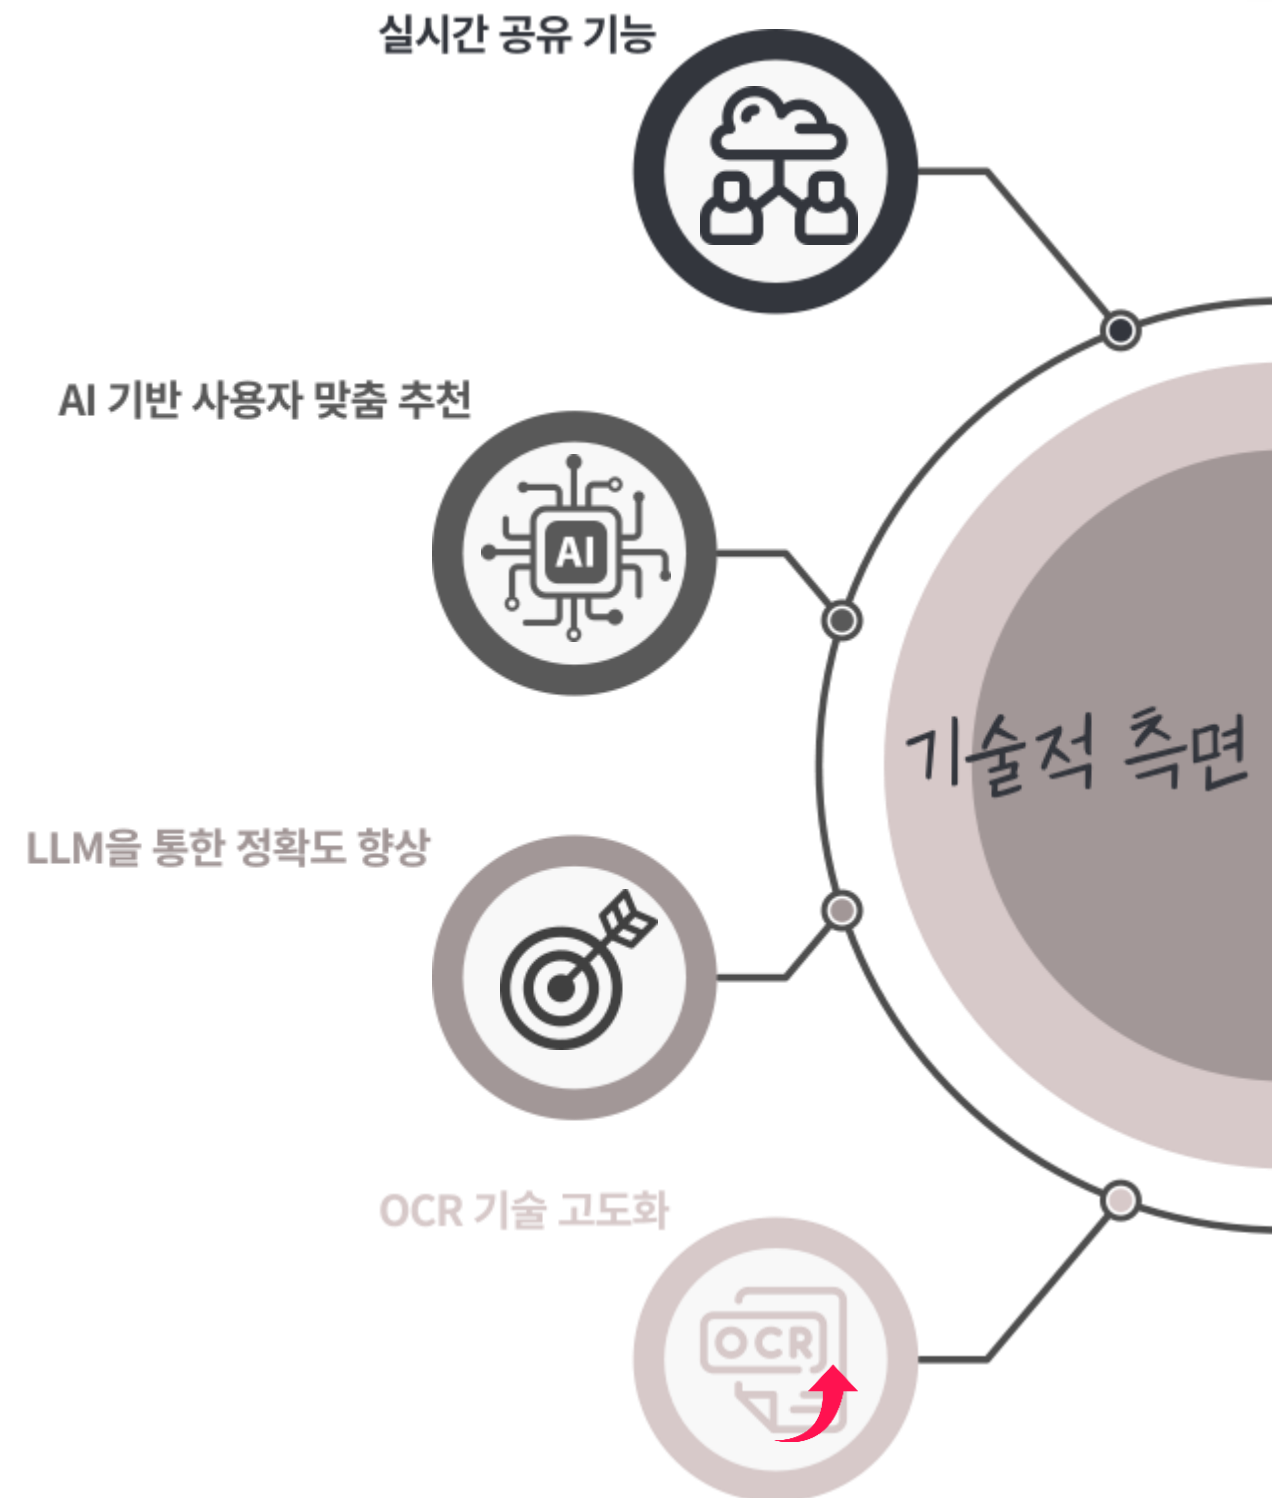 실시간 공유 기능
AI 기반 사용자 맞춤 추천
AI
기술적 측면
LLM을 통한 정확도 향상
OCR 기술 고도화
OCR